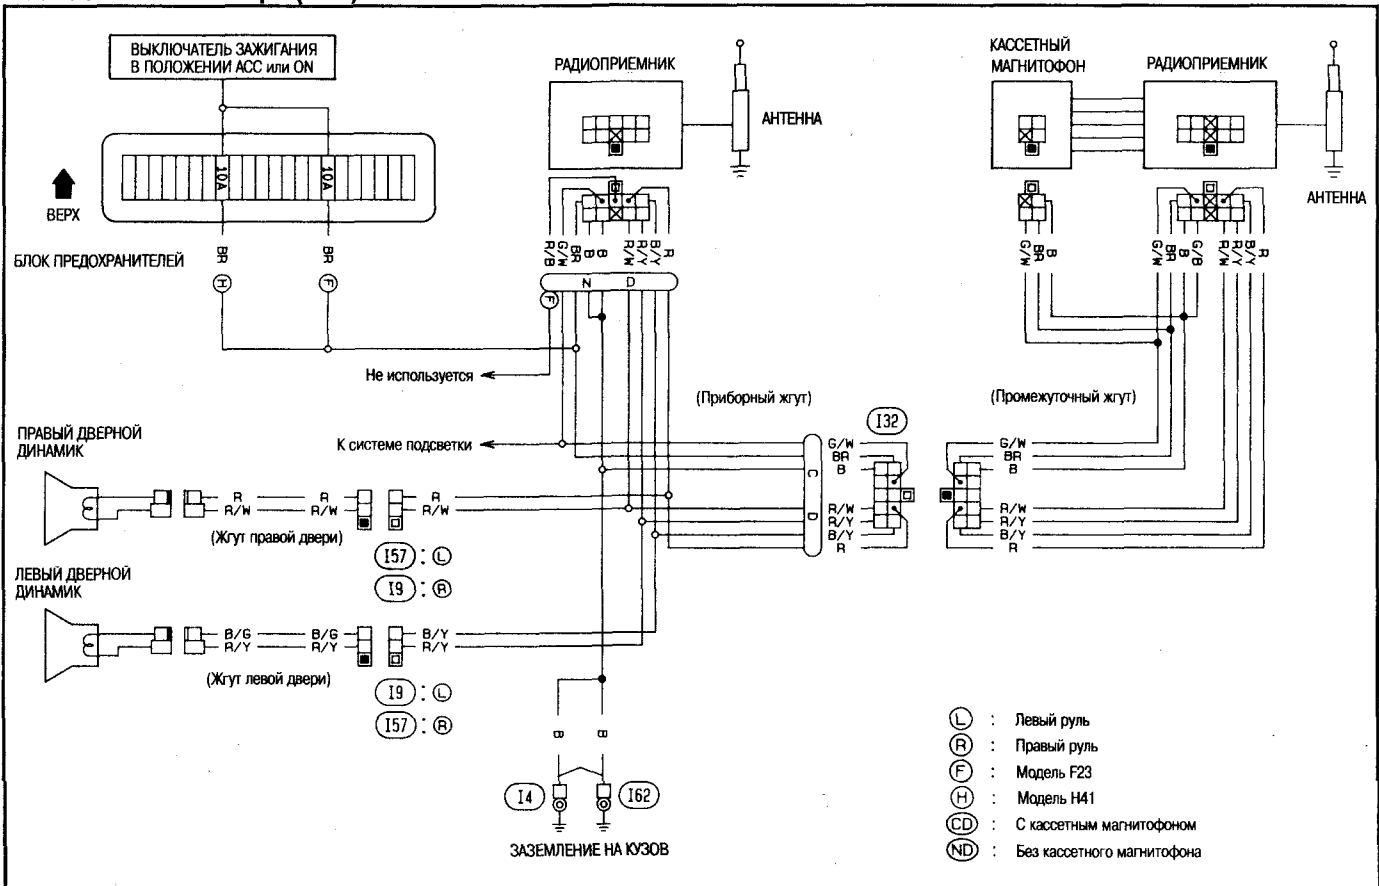 ВЫКЛЮЧАТЕЛЬ ЗАЖИГАНИЯ
В ПОЛОЖЕНИИ ACC или ON
10A
10A
ВЕРХ
БЛОК ПРЕДОХРАНИТЕЛЕЙ
BR
BR
H
F
РАДИОПРИЕМНИК
АНТЕННА
R/B
G/W
BR
B
B
R/W
R/Y
B/Y
R
N D
F
КАССЕТНЫЙ
МАГНИТОФОН
РАДИОПРИЕМНИК
АНТЕННА
G/W
BR
B
G/W
BR
B
G/B
R/W
R/Y
B/Y
R
Не используется
(Приборный жгут)
(Промежуточный жгут)
К системе подсветки
I32
C D
G/W
BR
B
R/W
R/Y
B/Y
R
G/W
BR
B
R/W
R/Y
B/Y
R
ПРАВЫЙ ДВЕРНОЙ
ДИНАМИК
R R R
R/W R/W R/W
(Жгут правой двери)
I57 : L
I9 : R
ЛЕВЫЙ ДВЕРНОЙ
ДИНАМИК
B/G B/G B/Y
R/Y R/Y R/Y
(Жгут левой двери)
I9 : L
I57 : R
B B
I4 I62
ЗАЗЕМЛЕНИЕ НА КУЗОВ
L : Левый руль
R : Правый руль
F : Модель F23
H : Модель H41
CD : С кассетным магнитофоном
ND : Без кассетного магнитофона